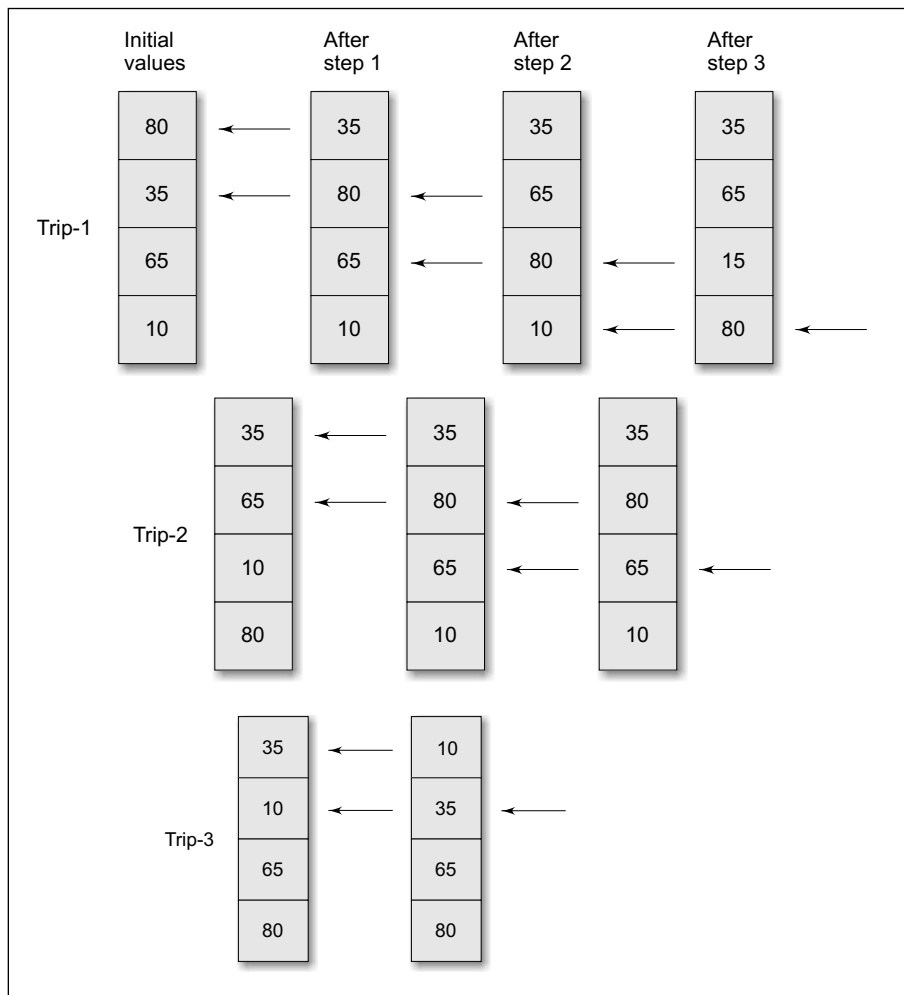 Initial values
After step 1
After step 2
After step 3
80 35 35 35
35 80 65 65
Trip-1
65 65 80 15
10 10 10 80
35 35 35
65 80 80
Trip-2
10 65 65
80 10 10
35 10
10 35
Trip-3
65 65
80 80